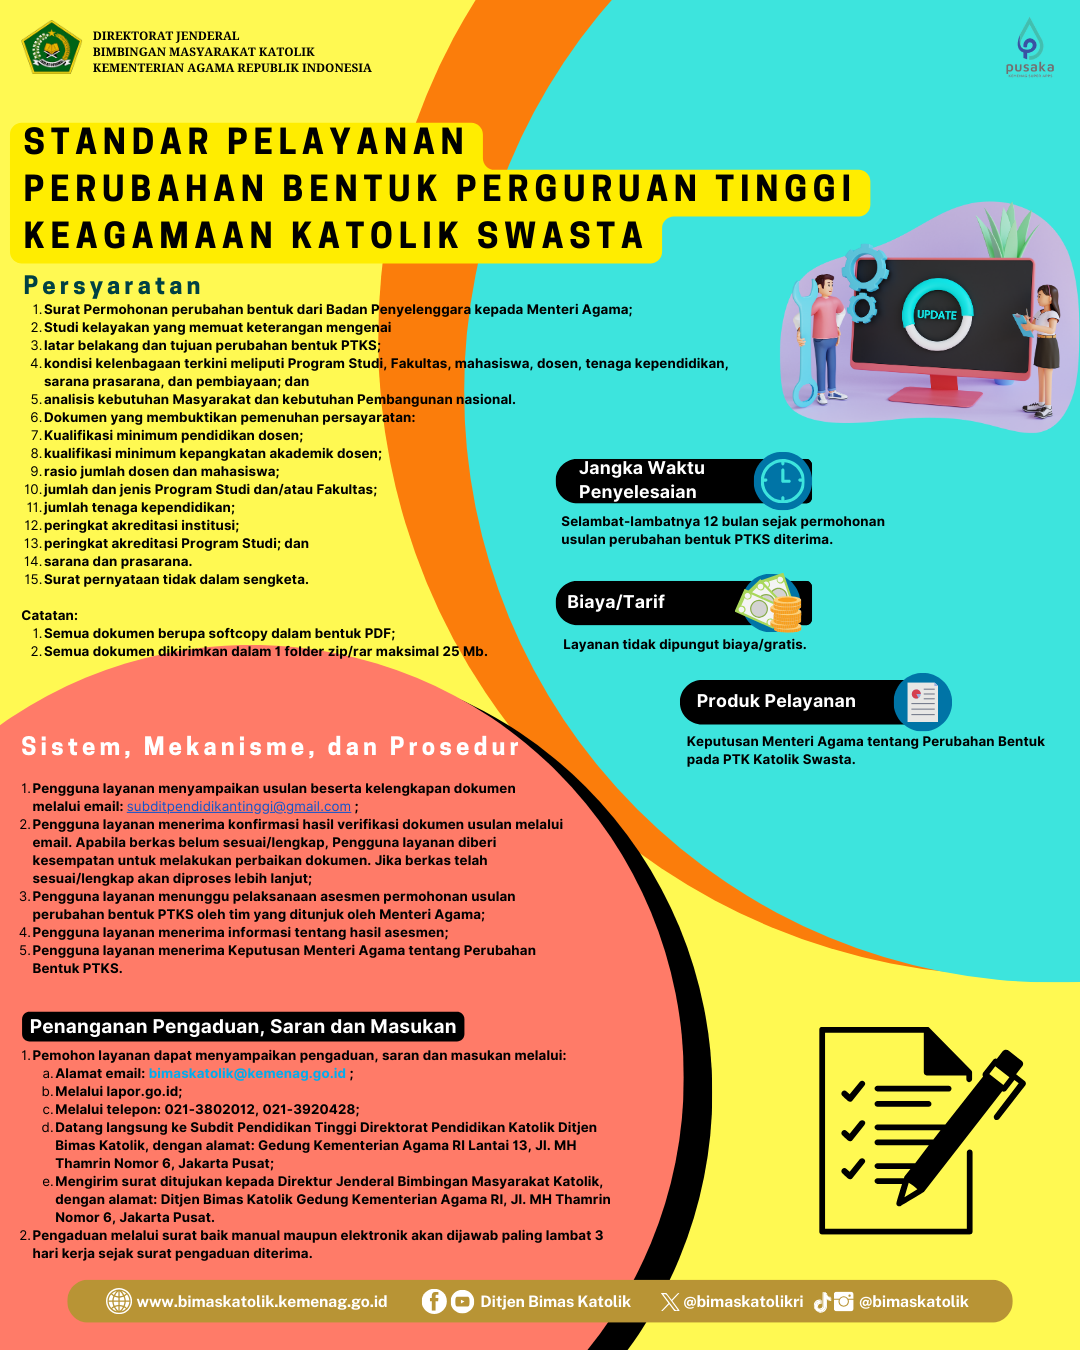 DIREKTORAT JENDERAL
BIMBINGAN MASYARAKAT KATOLIK
KEMENTERIAN AGAMA REPUBLIK INDONESIA
pusaka
STANDAR PELAYANAN
PERUBAHAN BENTUK PERGURUAN TINGGI
KEAGAMAAN KATOLIK SWASTA
Persyaratan
1. Surat Permohonan perubahan bentuk dari Badan Penyelenggara kepada Menteri Agama;
2. Studi kelayakan yang memuat keterangan mengenai
3. latar belakang dan tujuan perubahan bentuk PTKS;
4. kondisi kelenbagaan terkini meliputi Program Studi, Fakultas, mahasiswa, dosen, tenaga kependidikan,
sarana prasarana, dan pembiayaan; dan
5. analisis kebutuhan Masyarakat dan kebutuhan Pembangunan nasional.
6. Dokumen yang membuktikan pemenuhan persayaratan:
7. Kualifikasi minimum pendidikan dosen;
8. kualifikasi minimum kepangkatan akademik dosen;
9. rasio jumlah dosen dan mahasiswa;
10. jumlah dan jenis Program Studi dan/atau Fakultas;
11. jumlah tenaga kependidikan;
12. peringkat akreditasi institusi;
13. peringkat akreditasi Program Studi; dan
14. sarana dan prasarana.
15. Surat pernyataan tidak dalam sengketa.
Catatan:
1. Semua dokumen berupa softcopy dalam bentuk PDF;
2. Semua dokumen dikirimkan dalam 1 folder zip/rar maksimal 25 Mb.
UPDATE
Jangka Waktu
Penyelesaian
Selambat-lambatnya 12 bulan sejak permohonan
usulan perubahan bentuk PTKS diterima.
Biaya/Tarif
Layanan tidak dipungut biaya/gratis.
Produk Pelayanan
Keputusan Menteri Agama tentang Perubahan Bentuk
pada PTK Katolik Swasta.
Sistem, Mekanisme, dan Prosedur
1. Pengguna layanan menyampaikan usulan beserta kelengkapan dokumen
melalui email: subditpendidikantinggi@gmail.com ;
2. Pengguna layanan menerima konfirmasi hasil verifikasi dokumen usulan melalui
email. Apabila berkas belum sesuai/lengkap, Pengguna layanan diberi
kesempatan untuk melakukan perbaikan dokumen. Jika berkas telah
sesuai/lengkap akan diproses lebih lanjut;
3. Pengguna layanan menunggu pelaksanaan asesmen permohonan usulan
perubahan bentuk PTKS oleh tim yang ditunjuk oleh Menteri Agama;
4. Pengguna layanan menerima informasi tentang hasil asesmen;
5. Pengguna layanan menerima Keputusan Menteri Agama tentang Perubahan
Bentuk PTKS.
Penanganan Pengaduan, Saran dan Masukan
1. Pemohon layanan dapat menyampaikan pengaduan, saran dan masukan melalui:
a. Alamat email: bimaskatolik@kemenag.go.id ;
b. Melalui lapor.go.id;
c. Melalui telepon: 021-3802012, 021-3920428;
d. Datang langsung ke Subdit Pendidikan Tinggi Direktorat Pendidikan Katolik Ditjen
Bimas Katolik, dengan alamat: Gedung Kementerian Agama RI Lantai 13, Jl. MH
Thamrin Nomor 6, Jakarta Pusat;
e. Mengirim surat ditujukan kepada Direktur Jenderal Bimbingan Masyarakat Katolik,
dengan alamat: Ditjen Bimas Katolik Gedung Kementerian Agama RI, Jl. MH Thamrin
Nomor 6, Jakarta Pusat.
2. Pengaduan melalui surat baik manual maupun elektronik akan dijawab paling lambat 3
hari kerja sejak surat pengaduan diterima.
www.bimaskatolik.kemenag.go.id Ditjen Bimas Katolik @bimaskatolikri @bimaskatolik